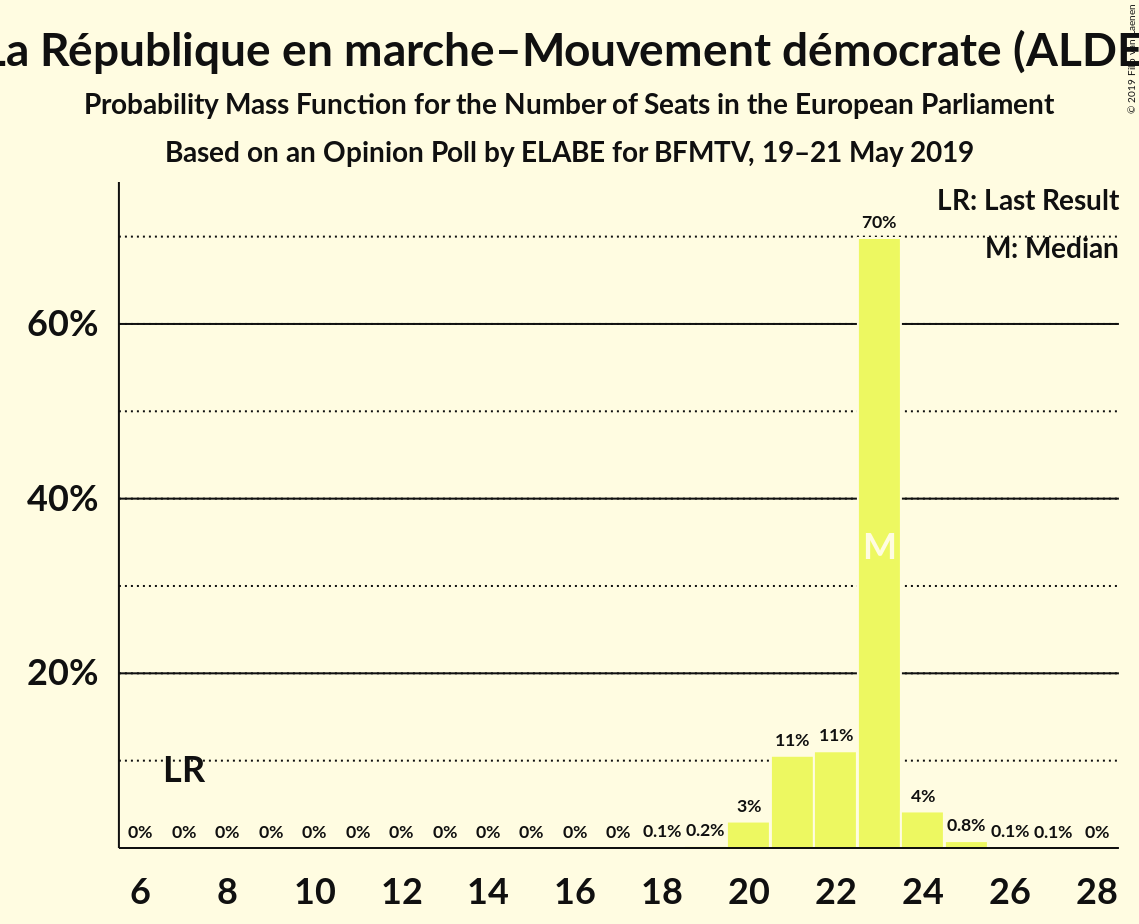 La République en marche–Mouvement démocrate (ALDE
Probability Mass Function for the Number of Seats in the European Parliament
Based on an Opinion Poll by ELABE for BFMTV, 19–21 May 2019
© 2019
LR: Last Result
M: Median
70%
60%
40%
M
20%
LR
0% 0% 0% 0% 0% 0% 0% 0% 0% 0% 0% 0% 0.1% 0.2% 3% 11% 11% 4% 0.8% 0.1% 0.1% 0%
6 8 10 12 14 16 18 20 22 24 26 28